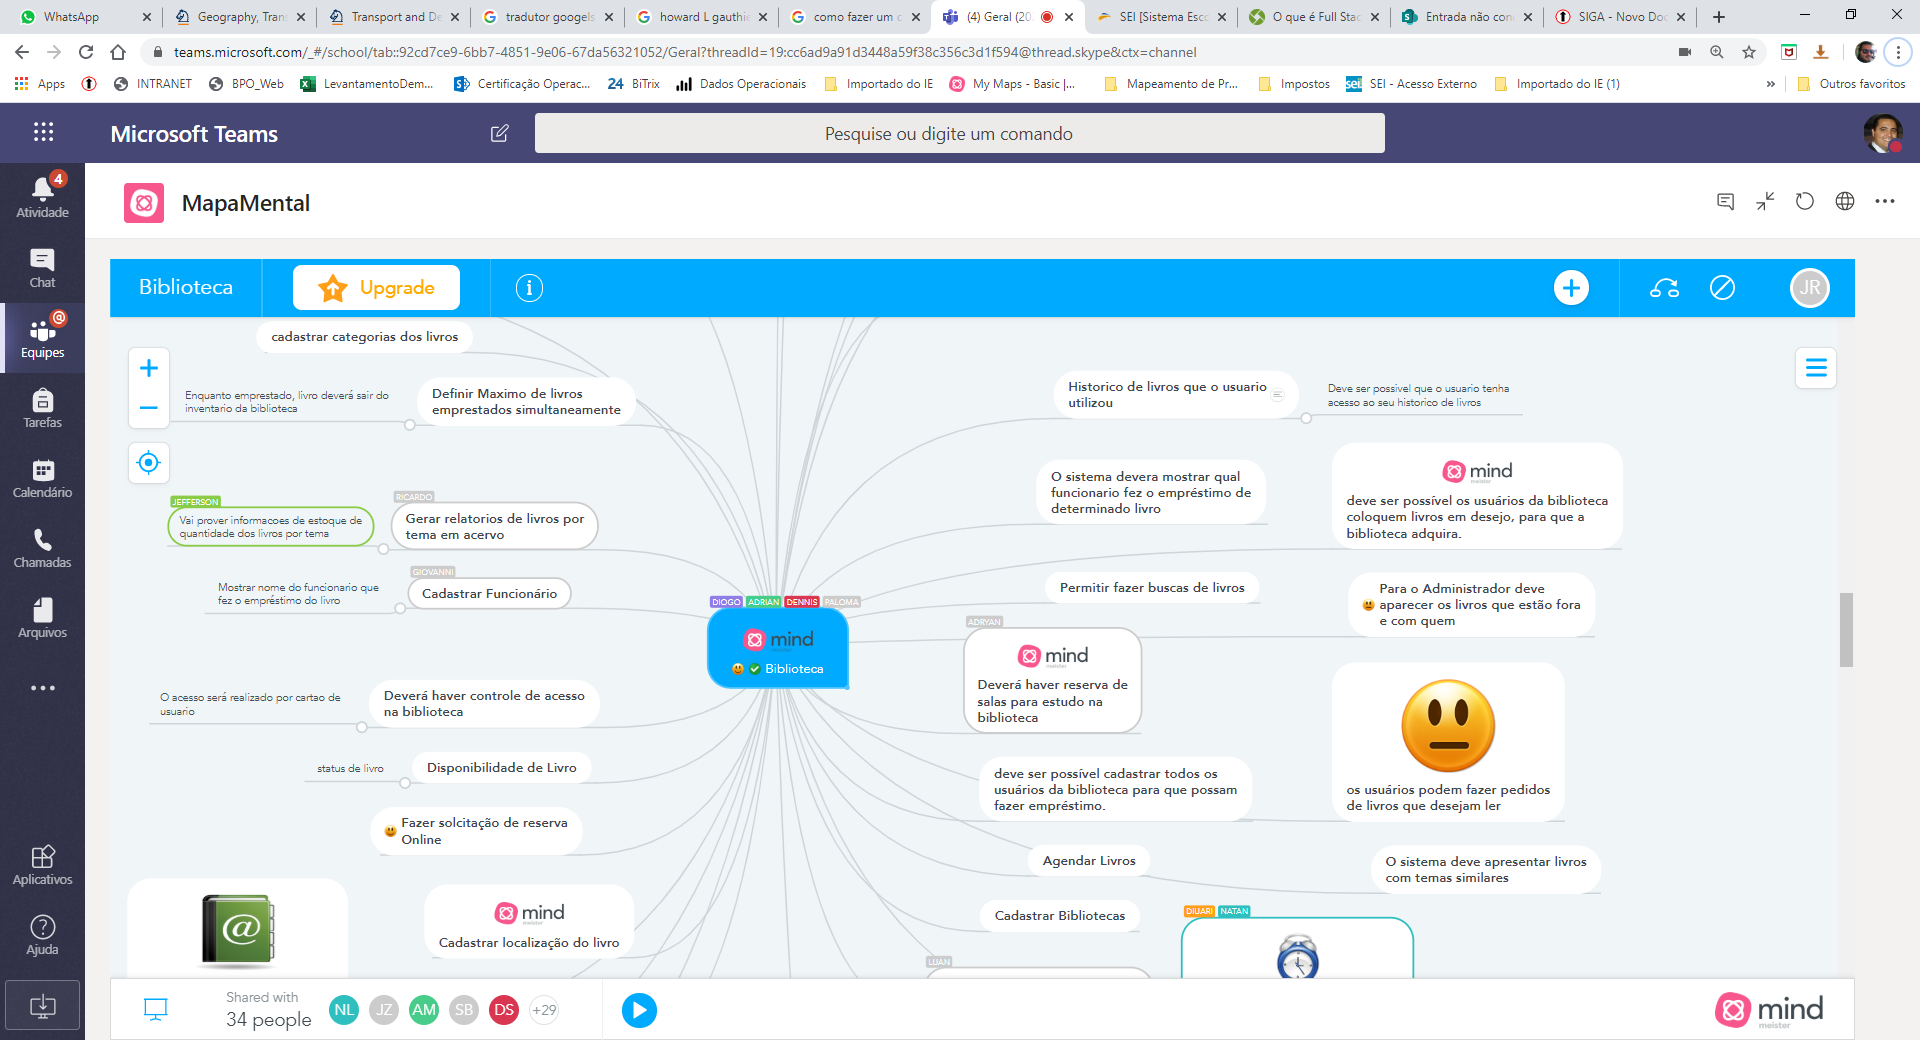 WhatsApp
Geography, Tran
Transport and De
tradutor googels
howard L gauthie
como fazer um c
(4) Geral (20
SEI [Sistema Esco
O que é Full Stac
Entrada não con
SIGA - Novo Doc
teams.microsoft.com/_#/school/tab::92cd7ce9-6bb7-4851-9e06-67da56321052/Geral?threadId=19:cc6ad9a91d3448a59f38c356c3d1f594@thread.skype&ctx=channel
Apps
INTRANET
BPO_Web
LevantamentoDem...
Certificação Operac...
24 BiTrix
Dados Operacionais
Importado do IE
My Maps - Basic |...
Mapeamento de Pr...
Impostos
sei SEI - Acesso Externo
Importado do IE (1)
»
Outros favoritos
Microsoft Teams
Pesquise ou digite um comando
4
Atividade
Chat
@
Equipes
Tarefas
Calendário
Chamadas
Arquivos
Aplicativos
Ajuda
MapaMental
Biblioteca
Upgrade
JR
cadastrar categorias dos livros
Enquanto emprestado, livro deverá sair do
inventario da biblioteca
Definir Maximo de livros
emprestados simultaneamente
JEFFERSON
Vai prover informacoes de estoque de
quantidade dos livros por tema
RICARDO
Gerar relatorios de livros por
tema em acervo
Mostrar nome do funcionario que
fez o empréstimo do livro
GIOVANNI
Cadastrar Funcionário
DIOGO ADRIAN DENNIS PALOMA
mind
meister
Biblioteca
O acesso será realizado por cartao de
usuario
Deverá haver controle de acesso
na biblioteca
status de livro
Disponibilidade de Livro
Fazer solcitação de reserva
Online
@
mind
meister
Cadastrar localização do livro
Historico de livros que o usuario
utilizou
Deve ser possivel que o usuario tenha
acesso ao seu historico de livros
O sistema devera mostrar qual
funcionario fez o empréstimo de
determinado livro
mind
meister
deve ser possível os usuários da biblioteca
coloquem livros em desejo, para que a
biblioteca adquira.
Permitir fazer buscas de livros
Para o Administrador deve
aparecer os livros que estão fora
e com quem
ADRYAN
mind
meister
Deverá haver reserva de
salas para estudo na
biblioteca
os usuários podem fazer pedidos
de livros que desejam ler
deve ser possível cadastrar todos os
usuários da biblioteca para que possam
fazer empréstimo.
Agendar Livros
O sistema deve apresentar livros
com temas similares
Cadastrar Bibliotecas
DIUARI NATAN
LUAN
Shared with
34 people
NL JZ AM SB DS +29
mind
meister